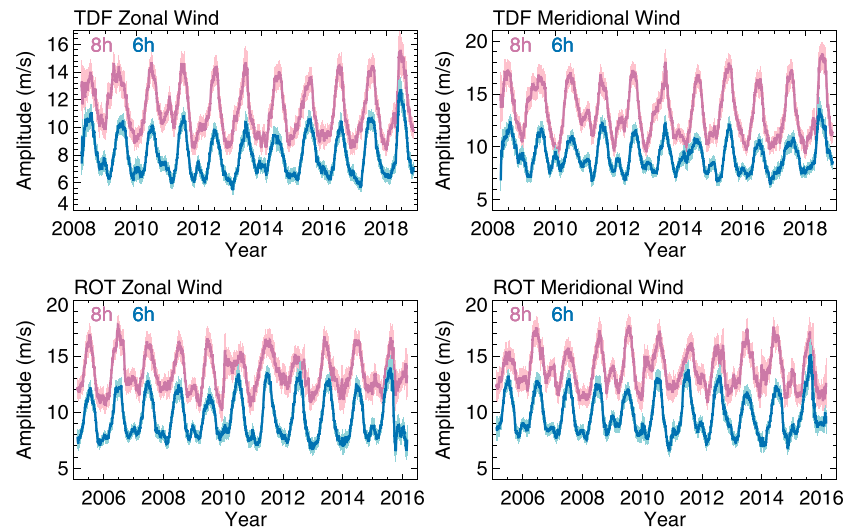 TDF Zonal Wind
8h 6h
16
14
12
10
8
6
4
Amplitude (m/s)
2008 2010 2012 2014 2016 2018
Year
TDF Meridional Wind
8h 6h
20
15
10
5
Amplitude (m/s)
2008 2010 2012 2014 2016 2018
Year
ROT Zonal Wind
8h 6h
20
15
10
5
Amplitude (m/s)
2006 2008 2010 2012 2014 2016
Year
ROT Meridional Wind
8h 6h
20
15
10
5
Amplitude (m/s)
2006 2008 2010 2012 2014 2016
Year